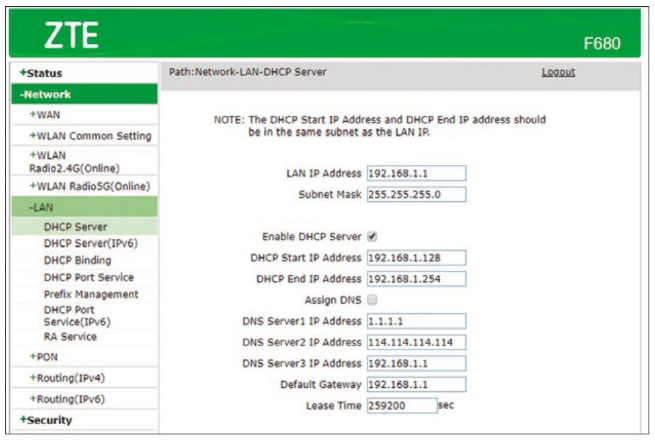 ZTE
F680
+Status
Path:Network-LAN-DHCP Server
Logout
-Network
+WAN
+WLAN Common Setting
+WLAN
Radio2.4G(Online)
+WLAN Radio5G(Online)
-LAN
DHCP Server
DHCP Server(IPv6)
DHCP Binding
DHCP Port Service
Prefix Management
DHCP Port
Service(IPv6)
RA Service
+PON
+Routing(IPv4)
+Routing(IPv6)
+Security
NOTE: The DHCP Start IP Address and DHCP End IP address should
be in the same subnet as the LAN IP.
LAN IP Address 192.168.1.1
Subnet Mask 255.255.255.0
Enable DHCP Server
DHCP Start IP Address 192.168.1.128
DHCP End IP Address 192.168.1.254
Assign DNS
DNS Server1 IP Address 1.1.1.1
DNS Server2 IP Address 114.114.114.114
DNS Server3 IP Address 192.168.1.1
Default Gateway 192.168.1.1
Lease Time 259200 sec